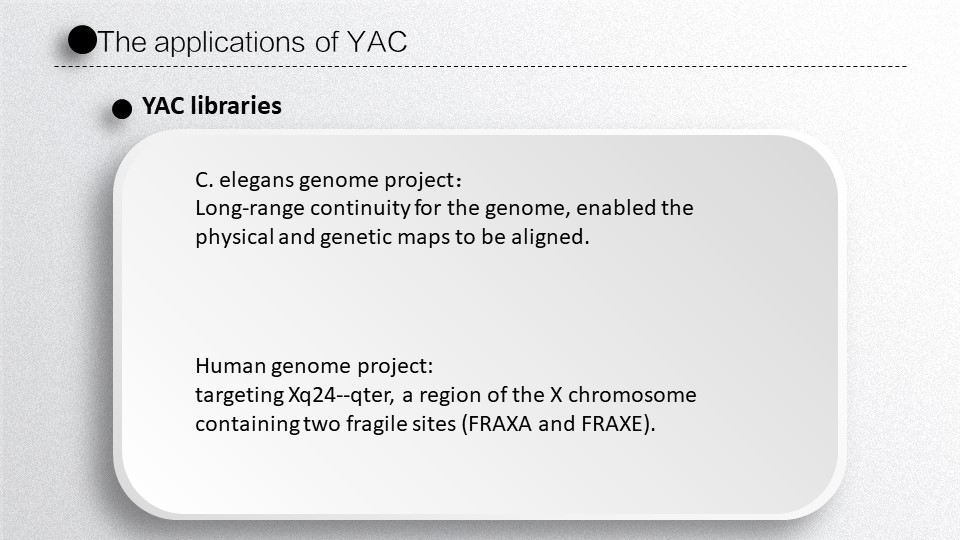 The applications of YAC
YAC libraries
C. elegans genome project：
Long-range continuity for the genome, enabled the
physical and genetic maps to be aligned.
Human genome project:
targeting Xq24--qter, a region of the X chromosome
containing two fragile sites (FRAXA and FRAXE).